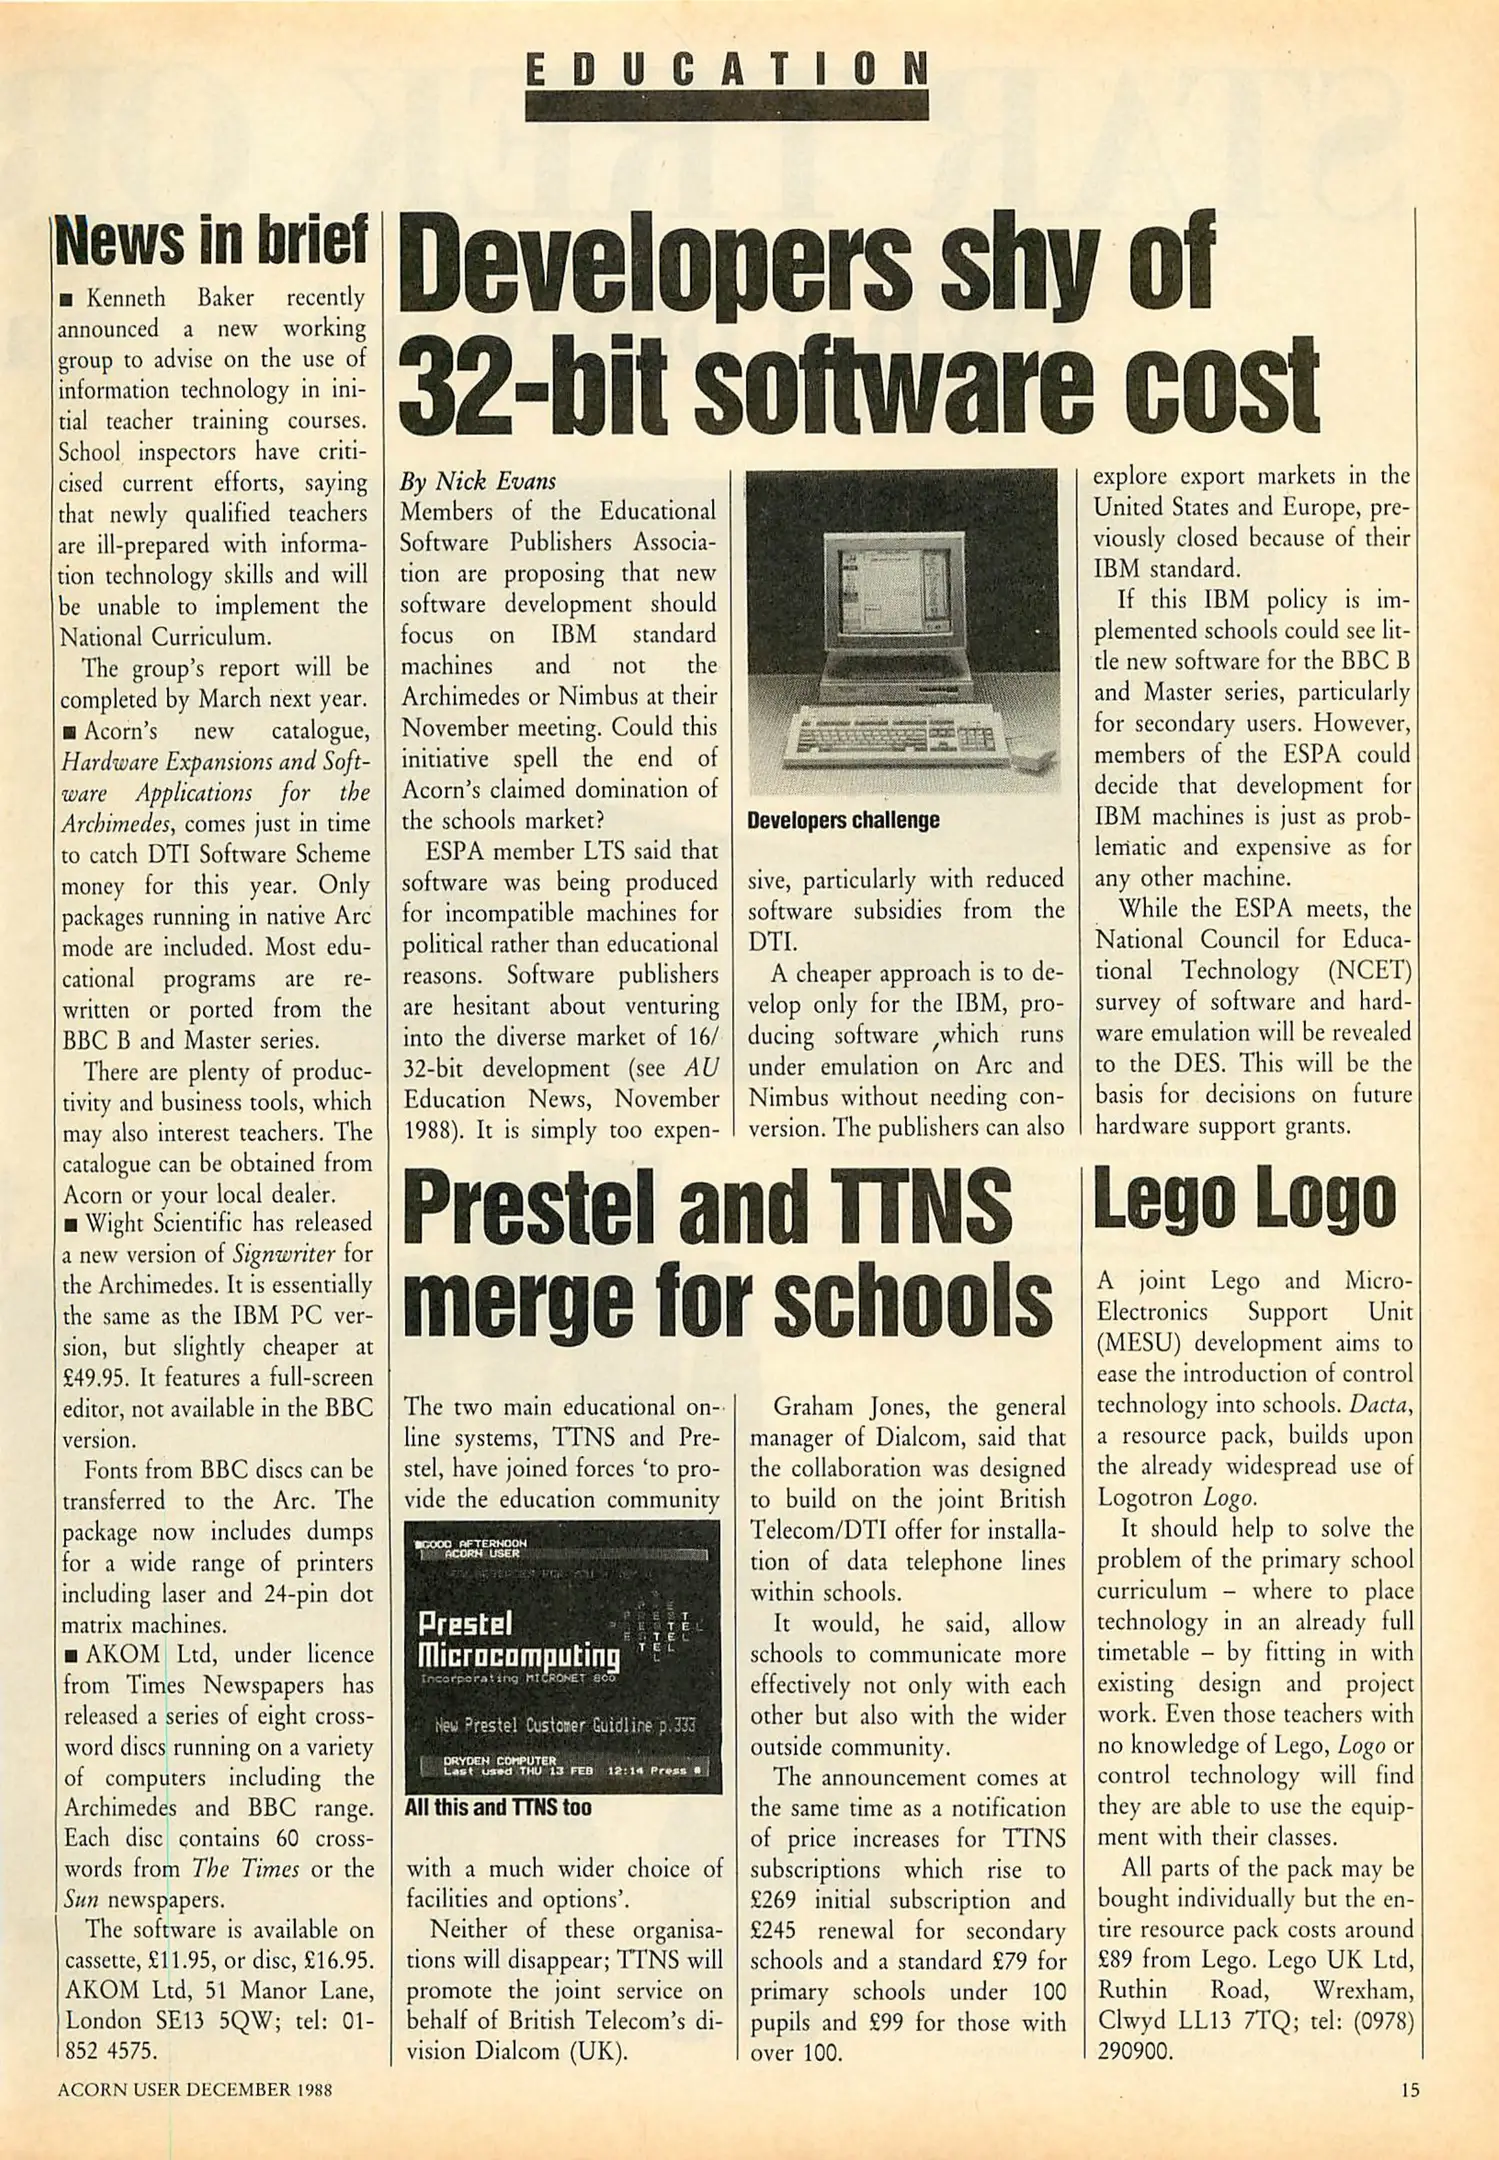 EDUCATION
News in brief
■ Kenneth Baker recently
announced a new working
group to advise on the use of
information technology in ini-
tial teacher training courses.
School inspectors have criti-
cised current efforts, saying
that newly qualified teachers
are ill-prepared with informa-
tion technology skills and will
be unable to implement the
National Curriculum.
The group's report will be
completed by March next year.
■ Acorn's new catalogue,
Hardware Expansions and Soft-
ware Applications for the
Archimedes, comes just in time
to catch DTI Software Scheme
money for this year. Only
packages running in native Arc
mode are included. Most edu-
cational programs are re-
written or ported from the
BBC B and Master series.
There are plenty of produc-
tivity and business tools, which
may also interest teachers. The
catalogue can be obtained from
Acorn or your local dealer.
■ Wight Scientific has released
a new version of Signwriter for
the Archimedes. It is essentially
the same as the IBM PC ver-
sion, but slightly cheaper at
£49.95. It features a full-screen
editor, not available in the BBC
version.
Fonts from BBC discs can be
transferred to the Arc. The
package now includes dumps
for a wide range of printers
including laser and 24-pin dot
matrix machines.
■ AKOM Ltd, under licence
from Times Newspapers has
released a series of eight cross-
word discs running on a variety
of computers including the
Archimedes and BBC range.
Each disc contains 60 cross-
words from The Times or the
Sun newspapers.
The software is available on
cassette, £11.95, or disc, £16.95.
AKOM Ltd, 51 Manor Lane,
London SE13 5QW; tel: 01-
852 4575.
Developers shy of
32-bit software cost
By Nick Evans
Members of the Educational
Software Publishers Associa-
tion are proposing that new
software development should
focus on IBM standard
machines and not the
Archimedes or Nimbus at their
November meeting. Could this
initiative spell the end of
Acorn's claimed domination of
the schools market?
ESPA member LTS said that
software was being produced
for incompatible machines for
political rather than educational
reasons. Software publishers
are hesitant about venturing
into the diverse market of 16/
32-bit development (see AU
Education News, November
1988). It is simply too expen-
Developers challenge
sive, particularly with reduced
software subsidies from the
DTI.
A cheaper approach is to de-
velop only for the IBM, pro-
ducing software which runs
under emulation on Arc and
Nimbus without needing con-
version. The publishers can also
explore export markets in the
United States and Europe, pre-
viously closed because of their
IBM standard.
If this IBM policy is im-
plemented schools could see lit-
tle new software for the BBC B
and Master series, particularly
for secondary users. However,
members of the ESPA could
decide that development for
IBM machines is just as prob-
lematic and expensive as for
any other machine.
While the ESPA meets, the
National Council for Educa-
tional Technology (NCET)
survey of software and hard-
ware emulation will be revealed
to the DES. This will be the
basis for decisions on future
hardware support grants.
Prestel and TTNS
merge for schools
The two main educational on-
line systems, TTNS and Pre-
stel, have joined forces 'to pro-
vide the education community
GOOD AFTERNOON
ACORN USER
Prestel
Microcomputing
Incorporating MICRONET 800
New Prestel Customer Guidline p.333
DRYDEN COMPUTER
Last used THU 13 FEB 12:14 Press
All this and TTNS too
with a much wider choice of
facilities and options'.
Neither of these organisa-
tions will disappear; TTNS will
promote the joint service on
behalf of British Telecom's di-
vision Dialcom (UK).
Graham Jones, the general
manager of Dialcom, said that
the collaboration was designed
to build on the joint British
Telecom/DTI offer for installa-
tion of data telephone lines
within schools.
It would, he said, allow
schools to communicate more
effectively not only with each
other but also with the wider
outside community.
The announcement comes at
the same time as a notification
of price increases for TTNS
subscriptions which rise to
£269 initial subscription and
£245 renewal for secondary
schools and a standard £79 for
primary schools under 100
pupils and £99 for those with
over 100.
Lego Logo
A joint Lego and Micro-
Electronics Support Unit
(MESU) development aims to
ease the introduction of control
technology into schools. Dacta,
a resource pack, builds upon
the already widespread use of
Logotron Logo.
It should help to solve the
problem of the primary school
curriculum – where to place
technology in an already full
timetable – by fitting in with
existing design and project
work. Even those teachers with
no knowledge of Lego, Logo or
control technology will find
they are able to use the equip-
ment with their classes.
All parts of the pack may be
bought individually but the en-
tire resource pack costs around
£89 from Lego. Lego UK Ltd,
Ruthin Road, Wrexham,
Clwyd LL13 7TQ; tel: (0978)
290900.
ACORN USER DECEMBER 1988
15